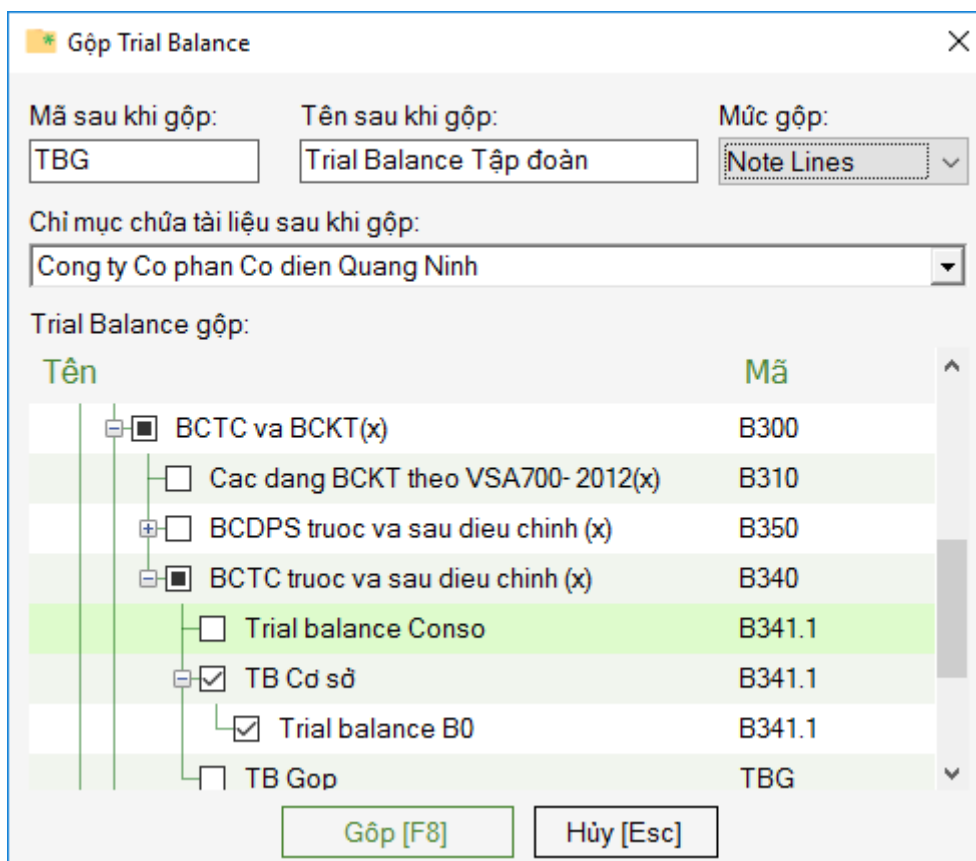 Gộp Trial Balance
Mã sau khi gộp: Tên sau khi gộp: Mức gộp:
TBG Trial Balance Tập đoàn Note Lines
Chỉ mục chứa tài liệu sau khi gộp:
Cong ty Co phan Co dien Quang Ninh
Trial Balance gộp:
Tên Mã
BCTC va BCKT(x) B300
Cac dang BCKT theo VSA700- 2012(x) B310
BCDPS truoc va sau dieu chinh (x) B350
BCTC truoc va sau dieu chinh (x) B340
Trial balance Conso B341.1
TB Cơ sở B341.1
Trial balance B0 B341.1
TB Gop TBG
Gôp [F8] Hủy [Esc]